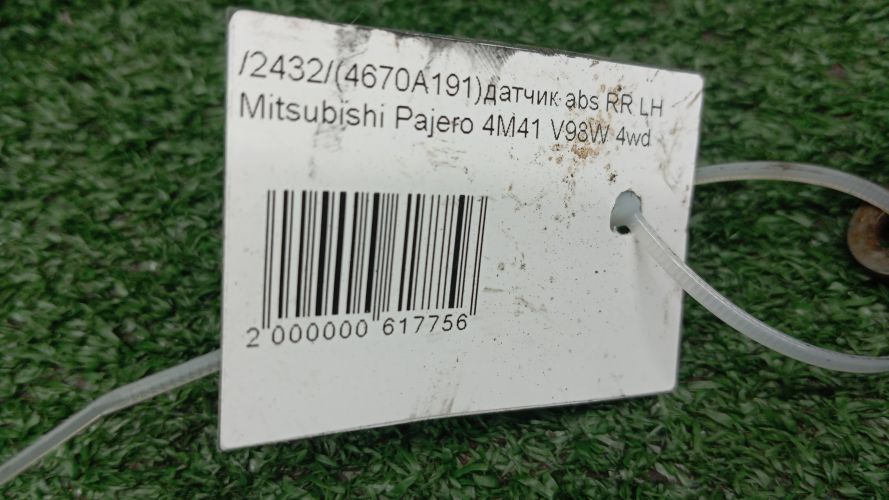 /2432/(4670A191)датчик abs RR LH
Mitsubishi Pajero 4M41 V98W 4wd
2 000000 617756